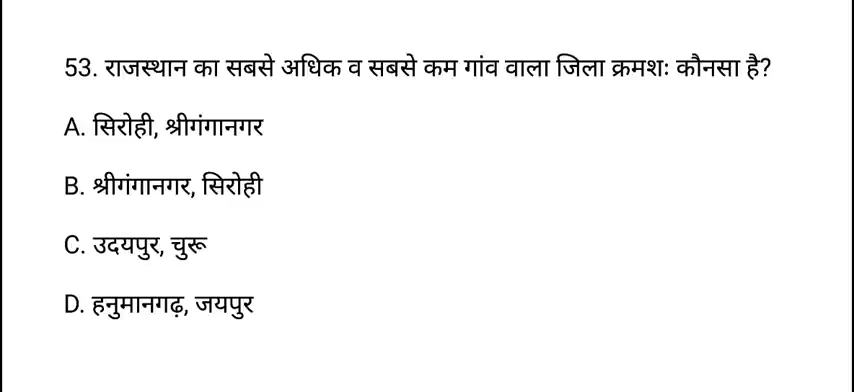 53. राजस्थान का सबसे अधिक व सबसे कम गांव वाला जिला क्रमशः कौनसा है?
A. सिरोही, श्रीगंगानगर
B. श्रीगंगानगर, सिरोही
C. उदयपुर, चुरू
D. हनुमानगढ़, जयपुर